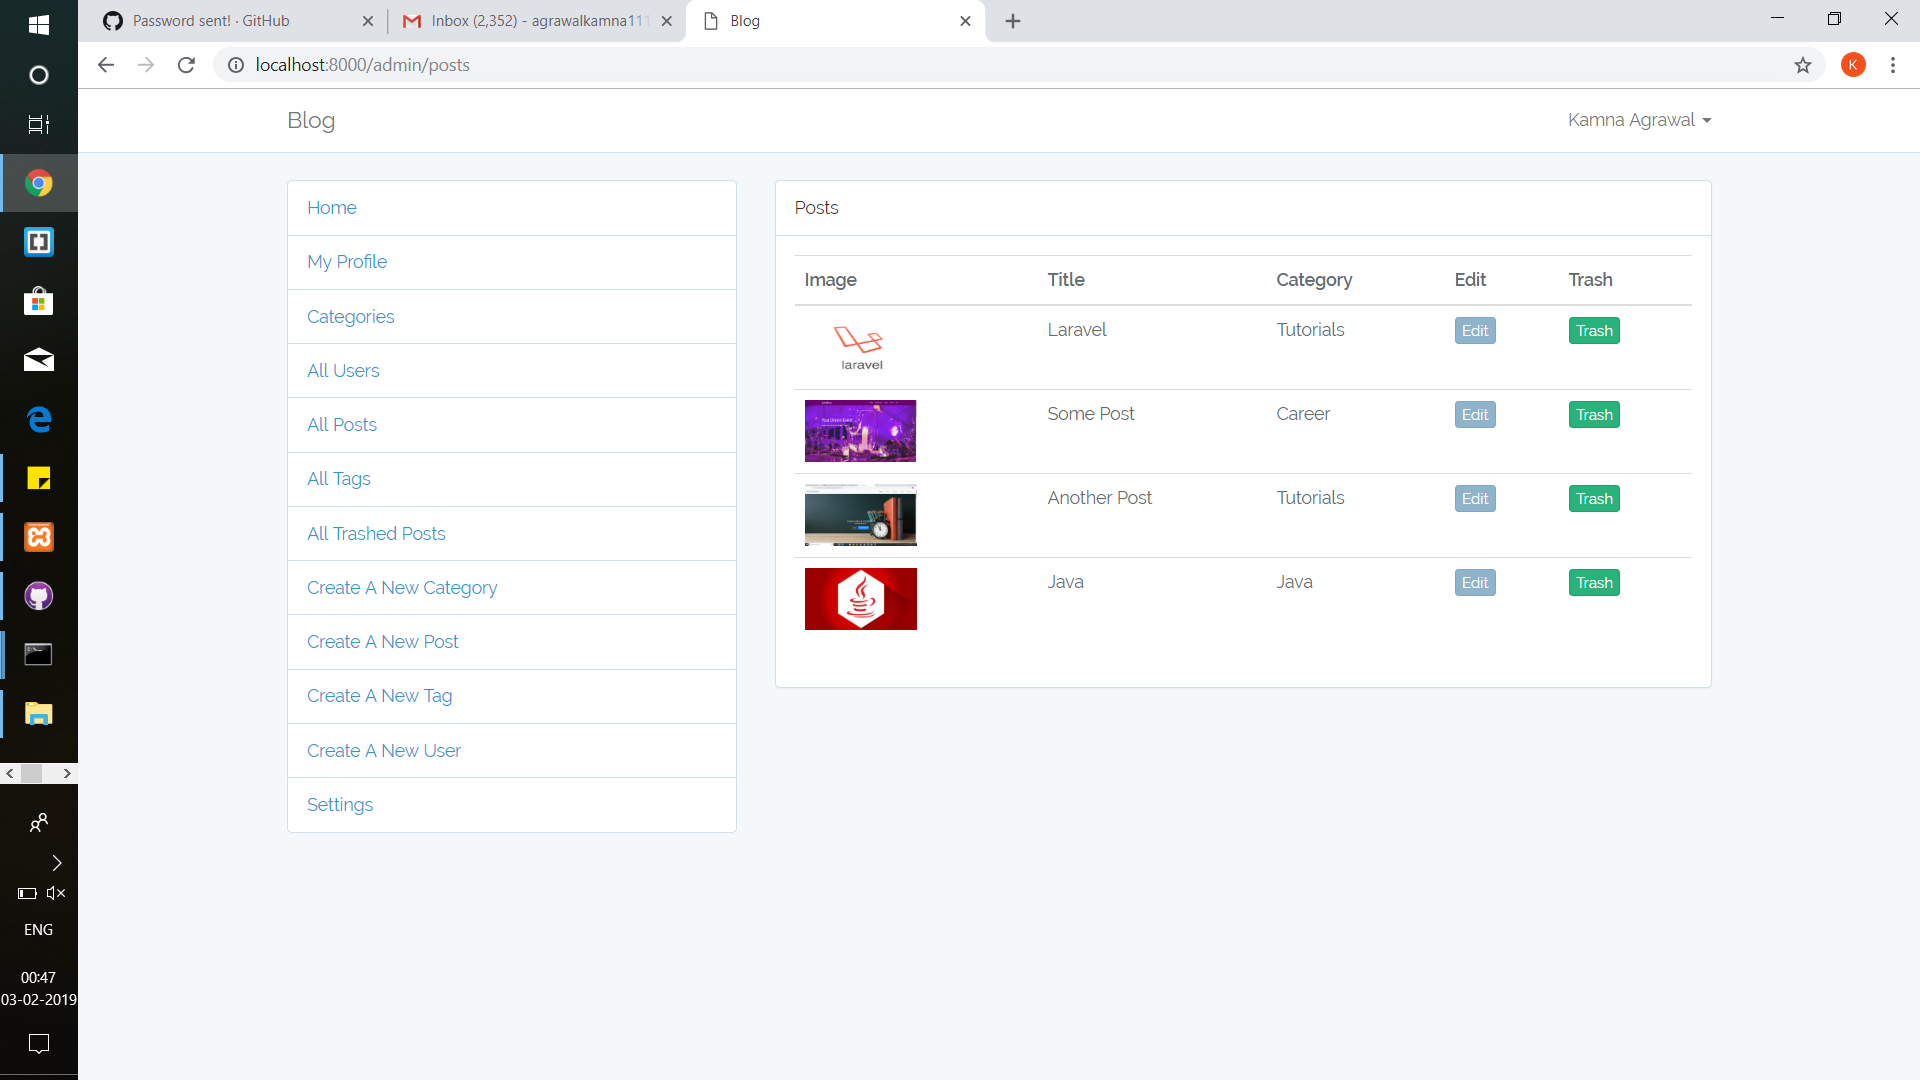 Password sent! · GitHub
Inbox (2,352) - agrawalkamna111
Blog
localhost:8000/admin/posts
K
Blog
Kamna Agrawal
Home
My Profile
Categories
All Users
All Posts
All Tags
All Trashed Posts
Create A New Category
Create A New Post
Create A New Tag
Create A New User
Settings
Posts
Image Title Category Edit Trash
laravel
Laravel Tutorials Edit Trash
Some Post Career Edit Trash
Another Post Tutorials Edit Trash
Java Java Edit Trash
ENG
00:47
03-02-2019